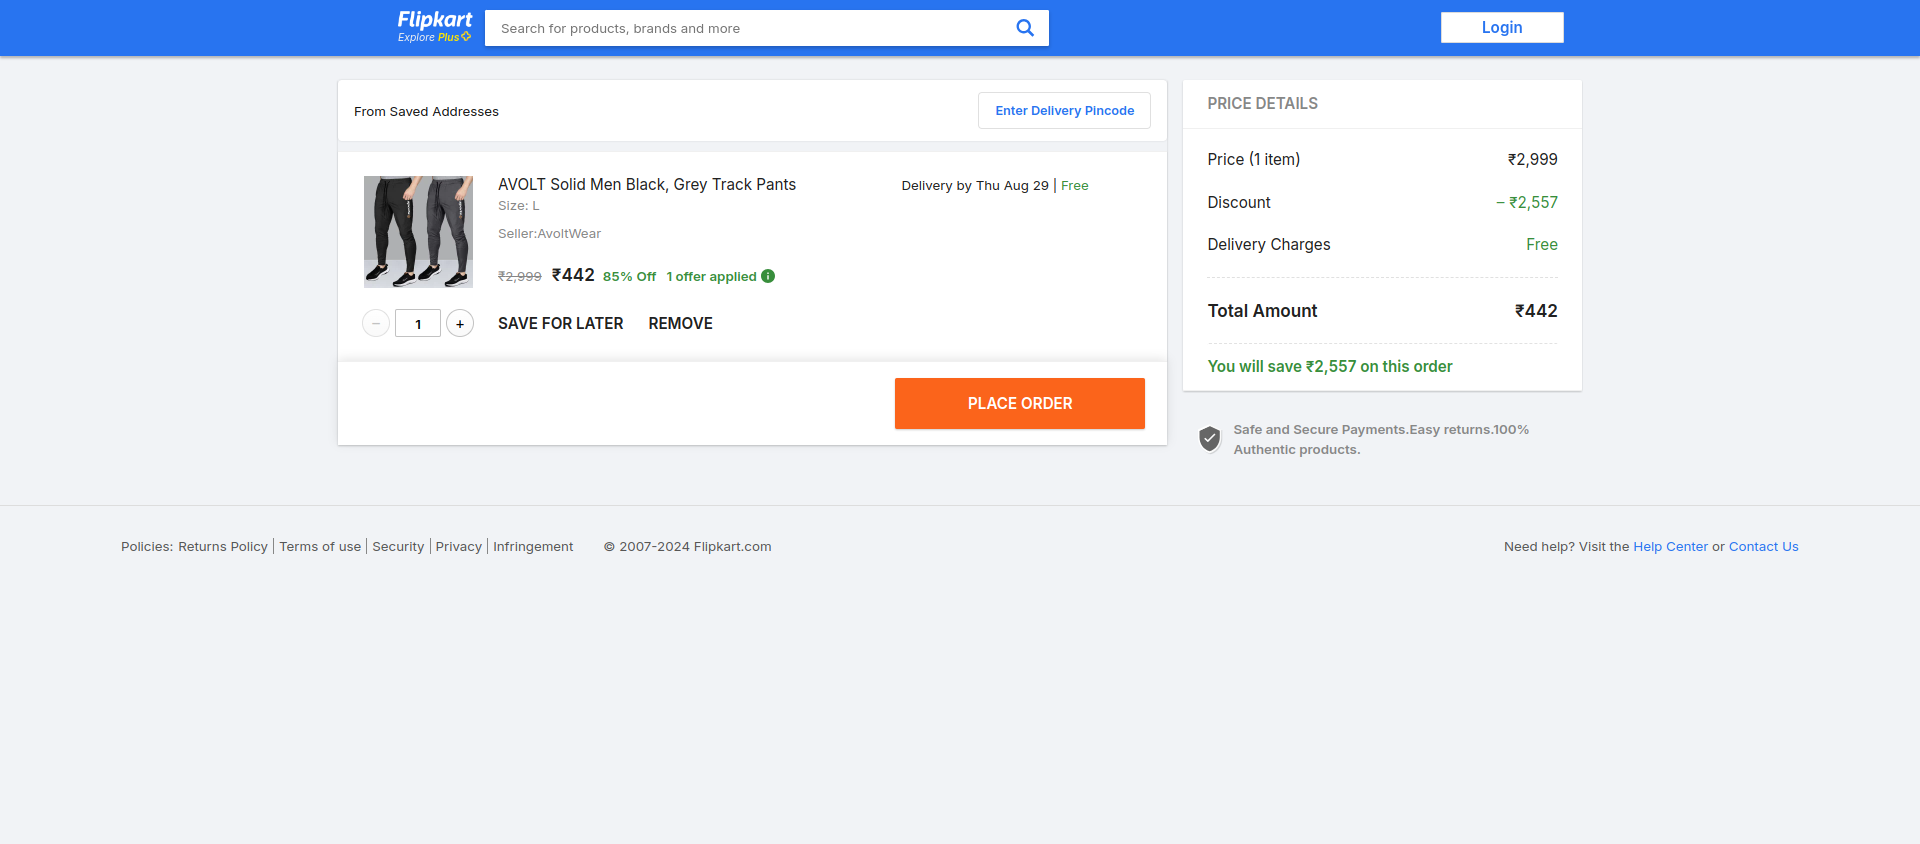 Flipkart
Explore Plus
Search for products, brands and more
Login
From Saved Addresses
Enter Delivery Pincode
AVOLT Solid Men Black, Grey Track Pants
Size: L
Seller:AvoltWear
₹2,999 ₹442 85% Off 1 offer applied
Delivery by Thu Aug 29 | Free
− 1 +
SAVE FOR LATER REMOVE
PLACE ORDER
PRICE DETAILS
Price (1 item) ₹2,999
Discount − ₹2,557
Delivery Charges Free
Total Amount ₹442
You will save ₹2,557 on this order
Safe and Secure Payments.Easy returns.100%
Authentic products.
Policies: Returns Policy | Terms of use | Security | Privacy | Infringement © 2007-2024 Flipkart.com
Need help? Visit the Help Center or Contact Us